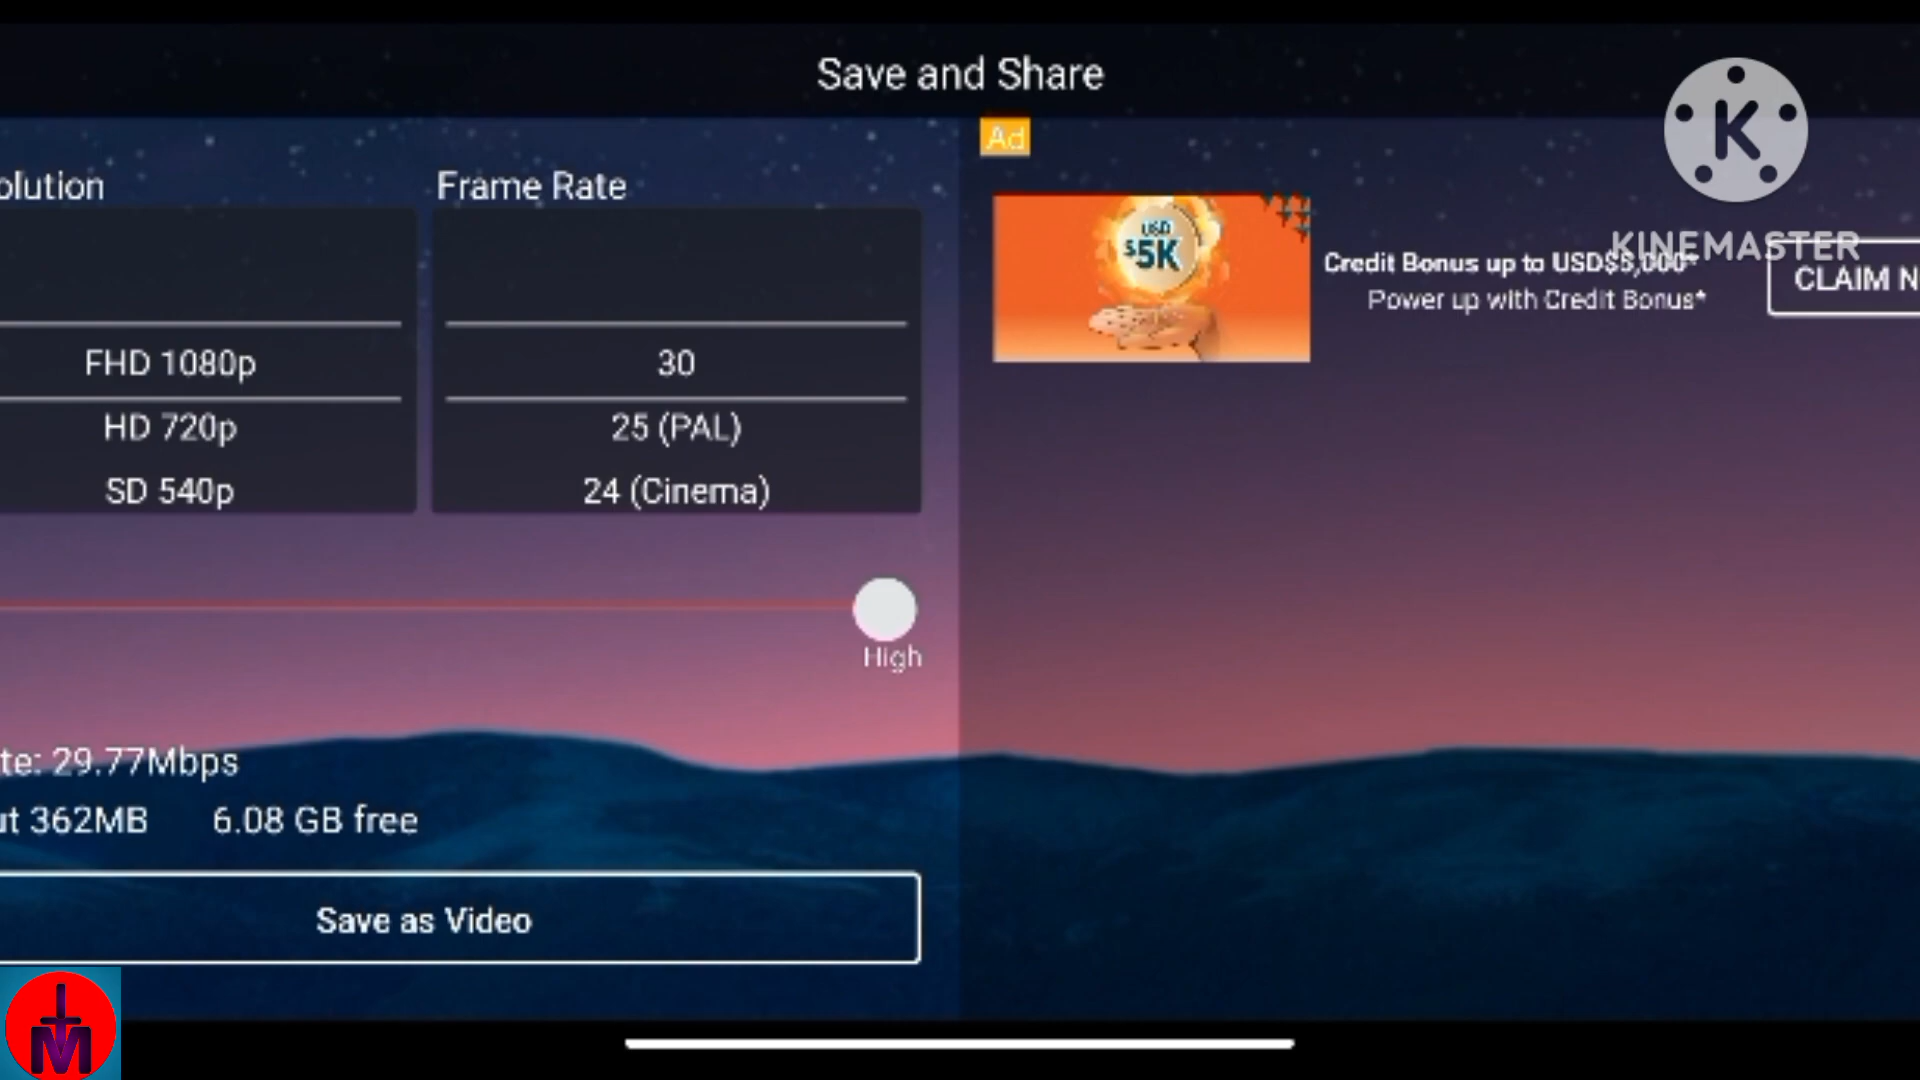 Save and Share
Ad
olution
Frame Rate
K
KINEMASTER
USD
$5K
Credit Bonus up to USD$5,000*
Power up with Credit Bonus*
CLAIM N
FHD 1080p
30
HD 720p
25 (PAL)
SD 540p
24 (Cinema)
High
te: 29.77Mbps
ut 362MB
6.08 GB free
Save as Video
M